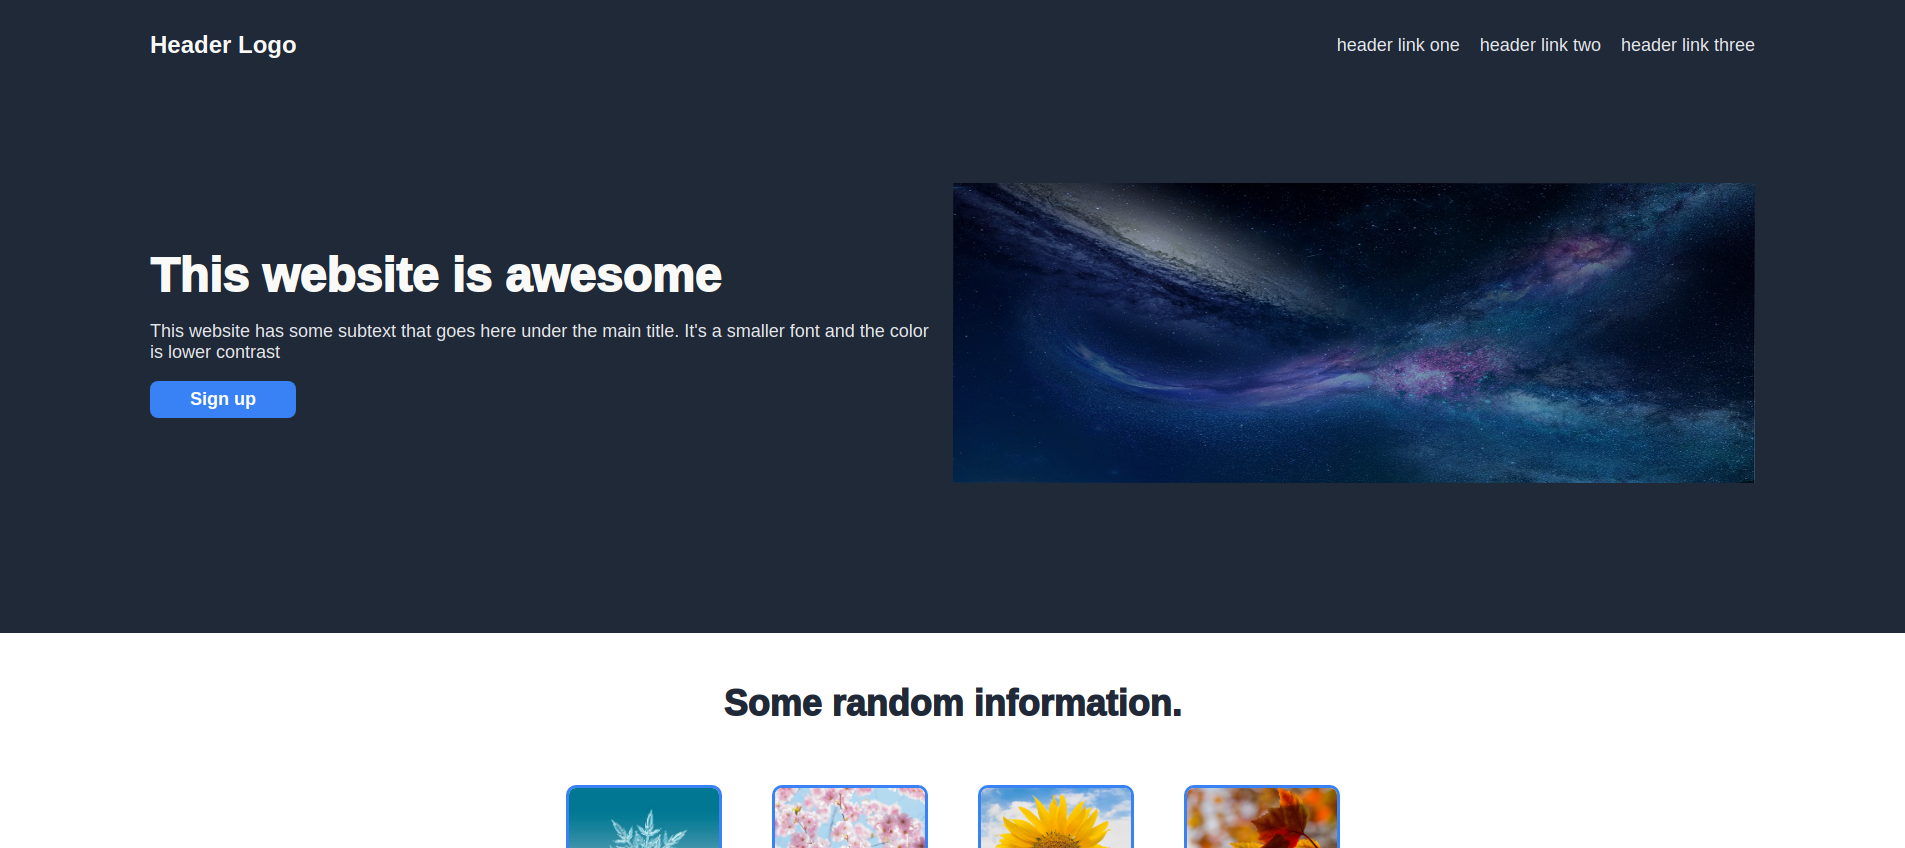 Header Logo
header link one
header link two
header link three
This website is awesome
This website has some subtext that goes here under the main title. It's a smaller font and the color
is lower contrast
Sign up
Some random information.